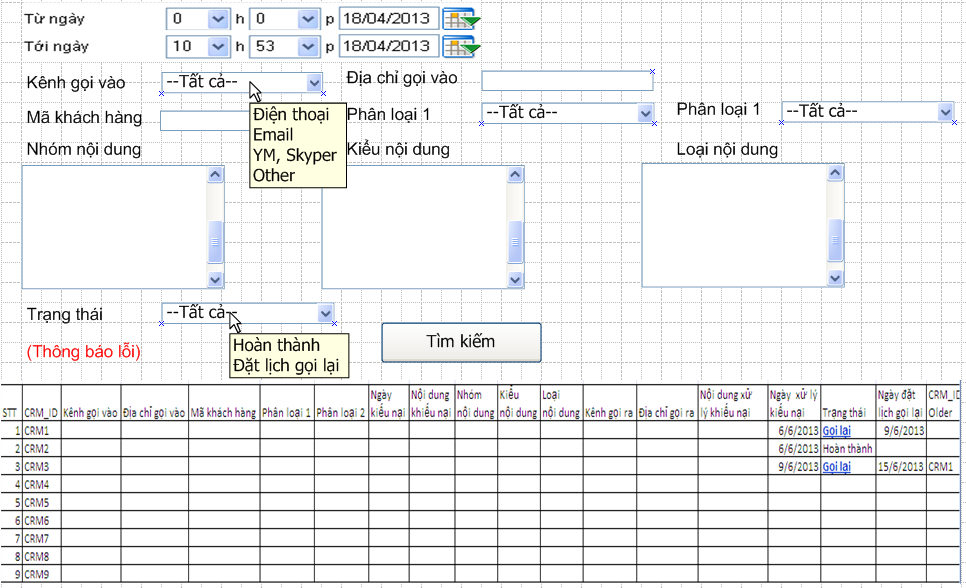 Từ ngày 0 h 0 p 18/04/2013
Tới ngày 10 h 53 p 18/04/2013
Kênh gọi vào --Tất cả-- Địa chỉ gọi vào
Mã khách hàng Phân loại 1 --Tất cả-- Phân loại 1 --Tất cả--
Điện thoại
Email
YM, Skyper
Other
Nhóm nội dung Kiểu nội dung Loại nội dung
Trạng thái --Tất cả--
Hoàn thành
Đặt lịch gọi lại
Tìm kiếm
(Thông báo lỗi)
Ngày Nội dung Nhóm Kiểu Loại Nội dung xử Ngày xử lý Ngày đặt CRM_ID
STT CRM_ID Kênh gọi vào Địa chỉ gọi vào Mã khách hàng Phân loại 1 Phân loại 2 kiếu nại khiếu nại nội dung nội dung nội dung Kênh gọi ra Địa chỉ gọi ra lý khiếu nại kiếu nại Trạng thái lịch gọi lại Older
1 CRM1 6/6/2013 Gọi lại 9/6/2013
2 CRM2 6/6/2013 Hoàn thành
3 CRM3 9/6/2013 Gọi lại 15/6/2013 CRM1
4 CRM4
5 CRM5
6 CRM6
7 CRM7
8 CRM8
9 CRM9